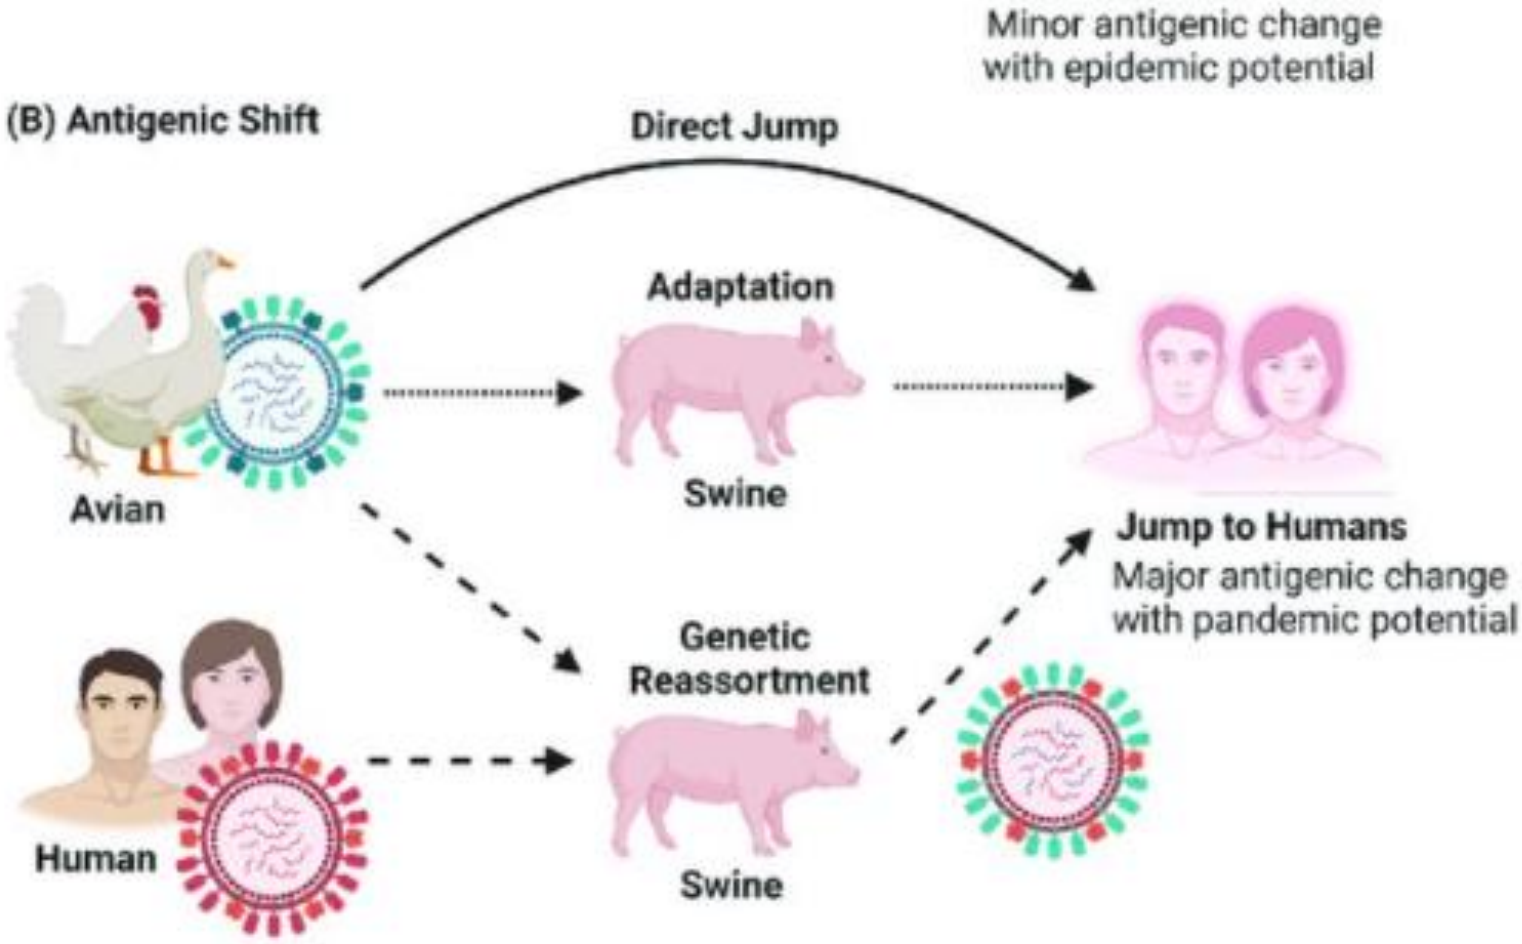 Minor antigenic change
with epidemic potential
(B) Antigenic Shift
Direct Jump
Adaptation
Swine
Avian
Jump to Humans
Major antigenic change
with pandemic potential
Genetic
Reassortment
Human
Swine